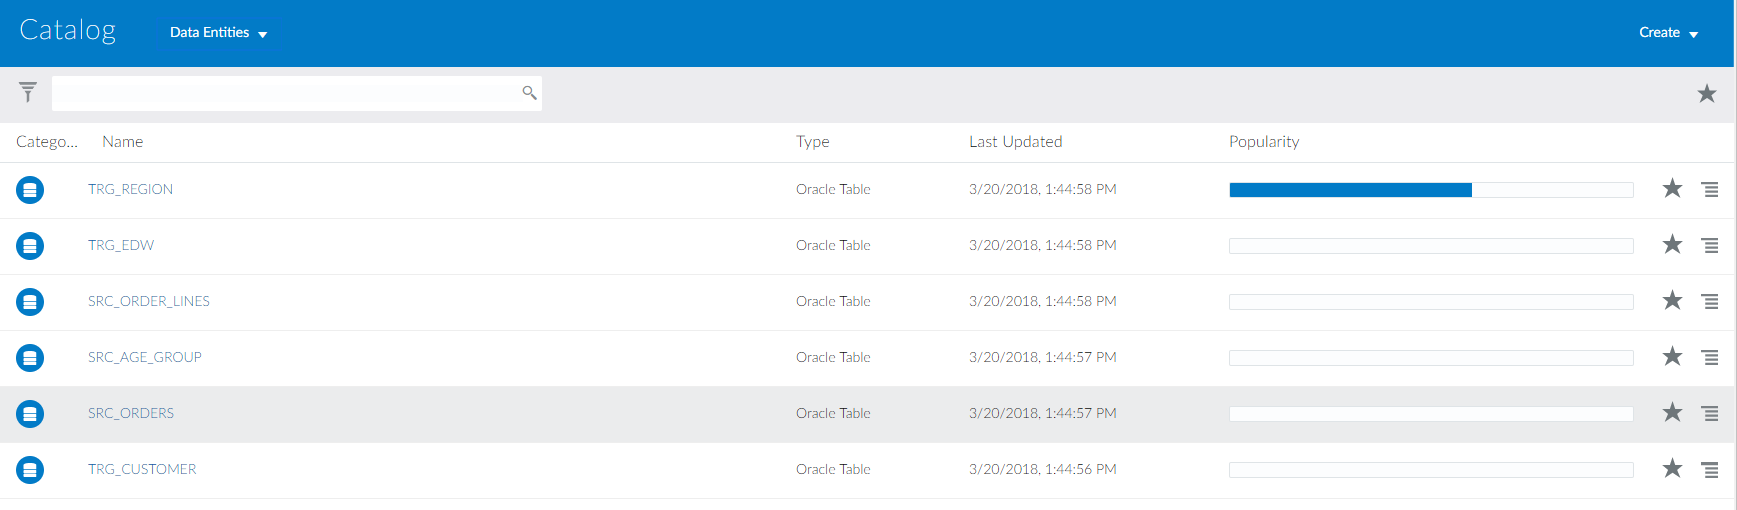 Catalog Data Entities Create
Catego... Name Type Last Updated Popularity
TRG_REGION Oracle Table 3/20/2018, 1:44:58 PM
TRG_EDW Oracle Table 3/20/2018, 1:44:58 PM
SRC_ORDER_LINES Oracle Table 3/20/2018, 1:44:58 PM
SRC_AGE_GROUP Oracle Table 3/20/2018, 1:44:57 PM
SRC_ORDERS Oracle Table 3/20/2018, 1:44:57 PM
TRG_CUSTOMER Oracle Table 3/20/2018, 1:44:56 PM